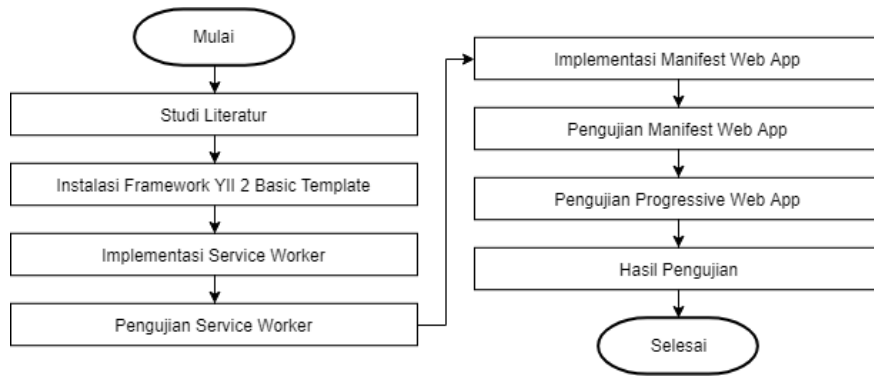 Mulai
Studi Literatur
Instalasi Framework YII 2 Basic Template
Implementasi Service Worker
Pengujian Service Worker
Implementasi Manifest Web App
Pengujian Manifest Web App
Pengujian Progressive Web App
Hasil Pengujian
Selesai